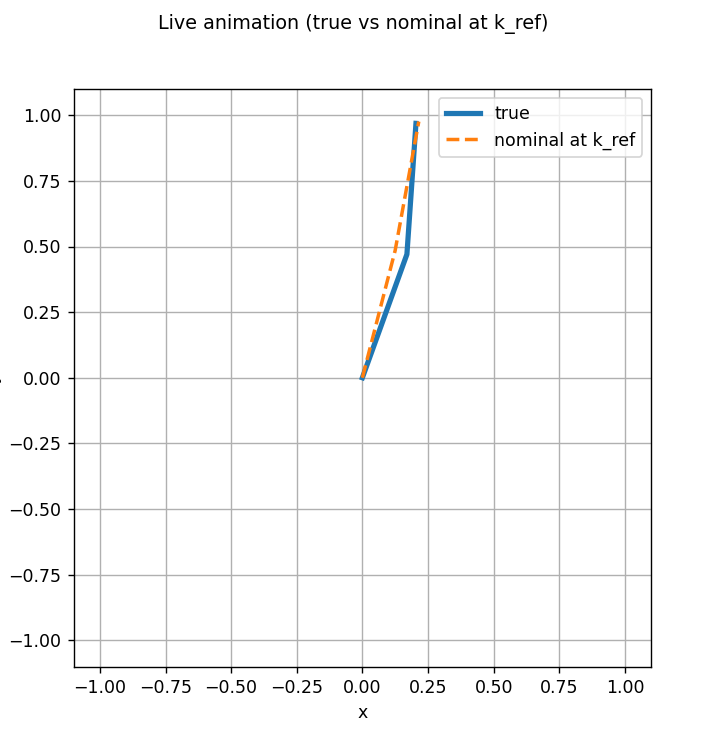 Live animation (true vs nominal at k_ref)
true
nominal at k_ref
1.00
0.75
0.50
0.25
0.00
−0.25
−0.50
−0.75
−1.00
−1.00 −0.75 −0.50 −0.25 0.00 0.25 0.50 0.75 1.00
x